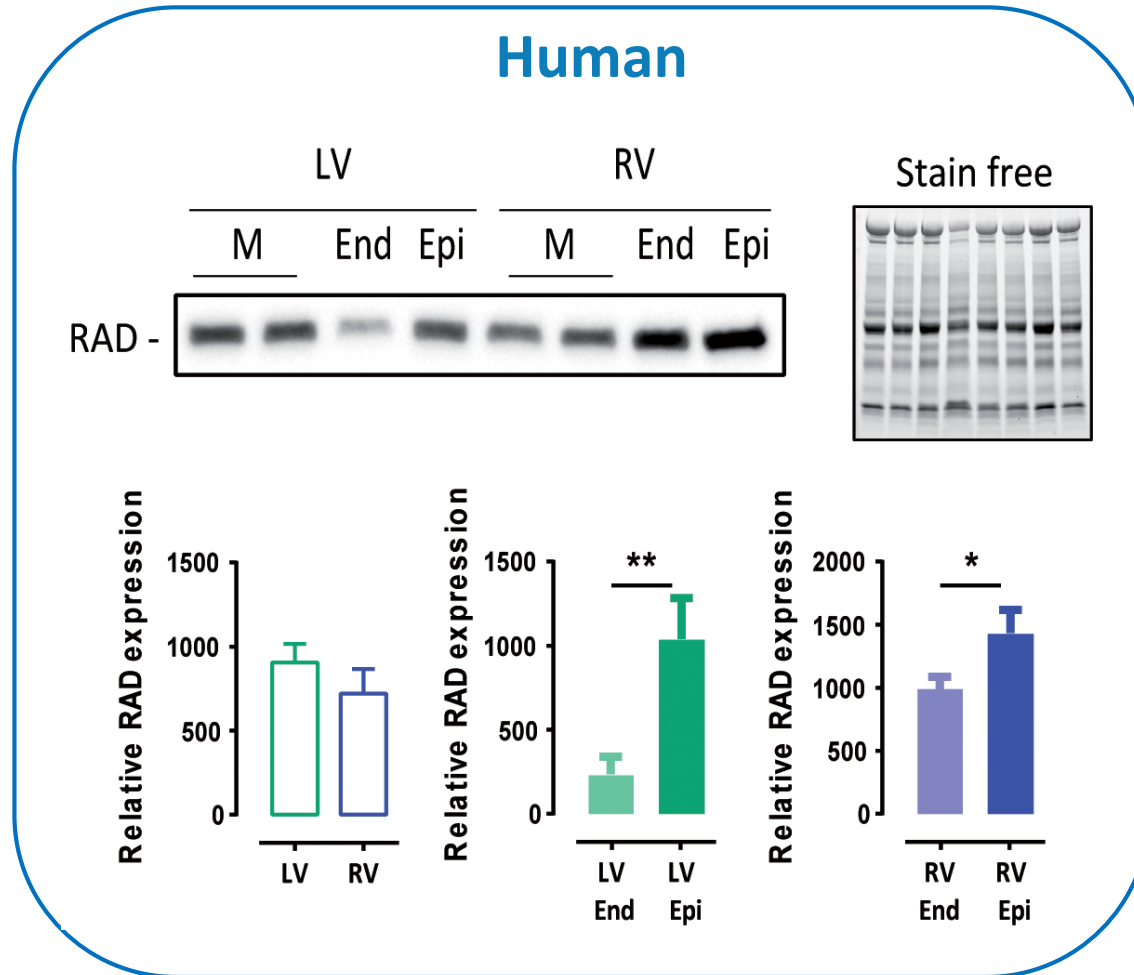 Human
LV RV
M End Epi M End Epi
RAD -
Stain free
Relative RAD expression
1500
1000
500
0
LV RV
Relative RAD expression
1500
1000
500
0
**
LV LV
End Epi
Relative RAD expression
2000
1500
1000
500
0
*
RV RV
End Epi